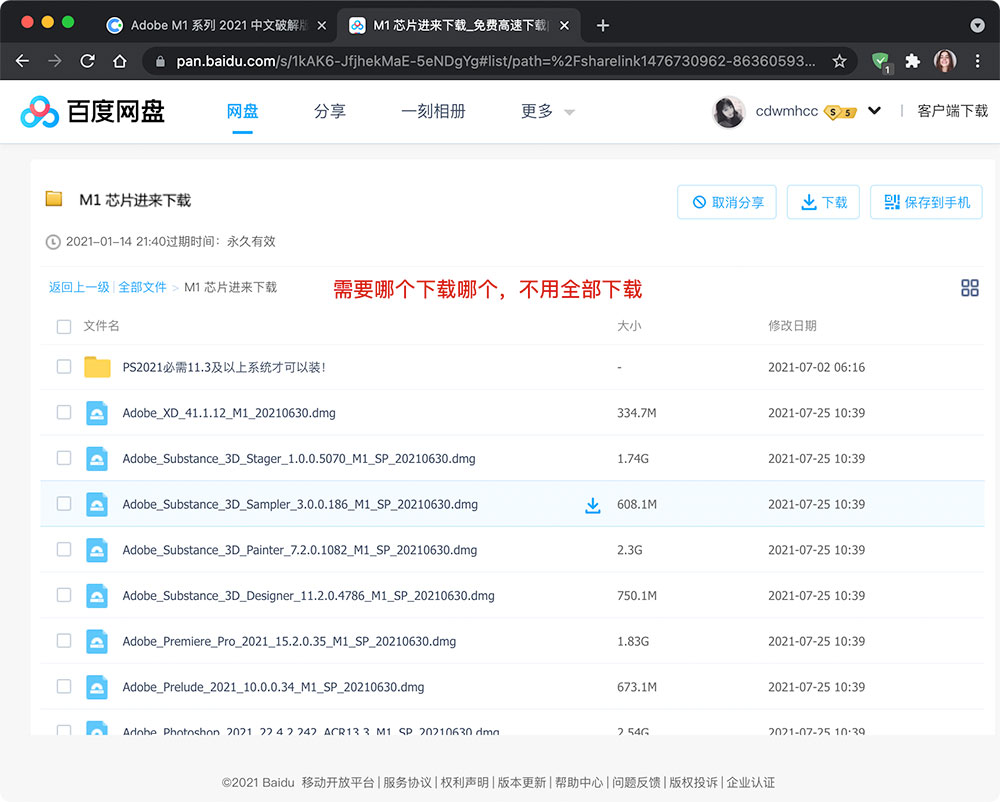 Adobe M1 系列 2021 中文破解版
M1 芯片进来下载_免费高速下载|
pan.baidu.com/s/1kAK6-JfjhekMaE-5eNDgYg#list/path=%2Fsharelink1476730962-86360593...
1
百度网盘 网盘 分享 一刻相册 更多 cdwmhcc S 5 客户端下载
M1 芯片进来下载
取消分享 下载 保存到手机
2021-01-14 21:40过期时间：永久有效
返回上一级|全部文件 > M1 芯片进来下载
需要哪个下载哪个，不用全部下载
文件名 大小 修改日期
PS2021必需11.3及以上系统才可以装! - 2021-07-02 06:16
Adobe_XD_41.1.12_M1_20210630.dmg 334.7M 2021-07-25 10:39
Adobe_Substance_3D_Stager_1.0.0.5070_M1_SP_20210630.dmg 1.74G 2021-07-25 10:39
Adobe_Substance_3D_Sampler_3.0.0.186_M1_SP_20210630.dmg 608.1M 2021-07-25 10:39
Adobe_Substance_3D_Painter_7.2.0.1082_M1_SP_20210630.dmg 2.3G 2021-07-25 10:39
Adobe_Substance_3D_Designer_11.2.0.4786_M1_SP_20210630.dmg 750.1M 2021-07-25 10:39
Adobe_Premiere_Pro_2021_15.2.0.35_M1_SP_20210630.dmg 1.83G 2021-07-25 10:39
Adobe_Prelude_2021_10.0.0.34_M1_SP_20210630.dmg 673.1M 2021-07-25 10:39
Adobe_Photoshop_2021_22.4.2.242_ACR13.3_M1_SP_20210630.dmg 2.54G 2021-07-25 10:39
©2021 Baidu 移动开放平台|服务协议|权利声明|版本更新|帮助中心|问题反馈|版权投诉|企业认证